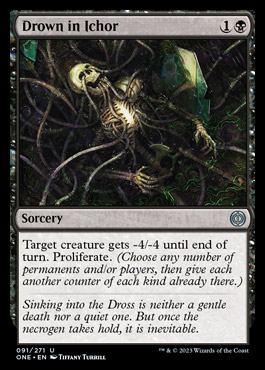 Drown in Ichor 1
Sorcery
Target creature gets -4/-4 until end of
turn. Proliferate. (Choose any number of
permanents and/or players, then give each
another counter of each kind already there.)
Sinking into the Dross is neither a gentle
death nor a quiet one. But once the
necrogen takes hold, it is inevitable.
091/271 U
ONE • EN TIFFANY TURRILL
™ & © 2023 Wizards of the Coast